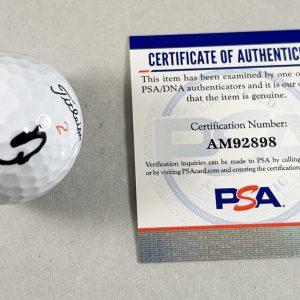 Titleist
2
CERTIFICATE OF AUTHENTIC
This item has been examined by one o
PSA/DNA authenticators and it is our o
that the item is genuine.
Certification Number:
AM92898
Verification inquiries can be made to PSA by calling
or by visiting PSAcard.com and entering the certification
PSA